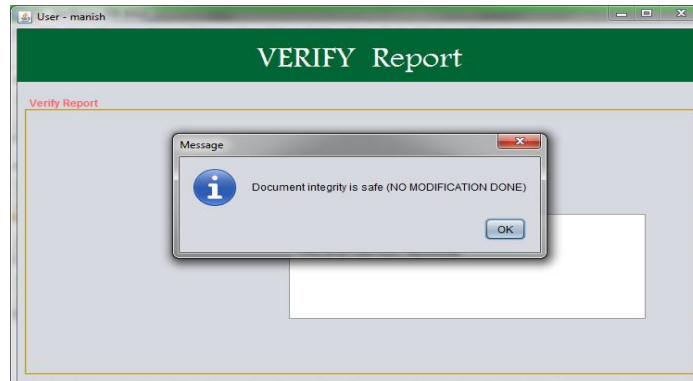 User - manish
VERIFY Report
Verify Report
Message
Document integrity is safe (NO MODIFICATION DONE)
OK